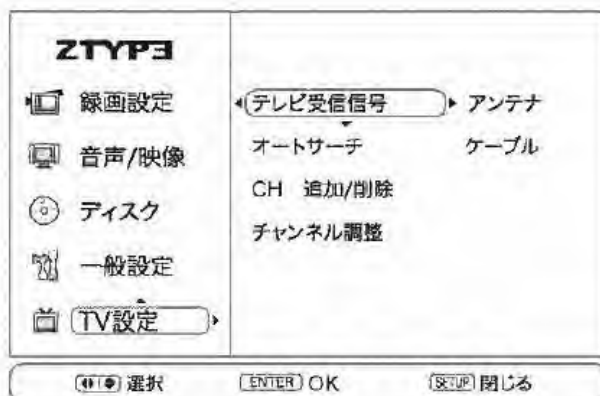 ZTYPE
録画設定
音声/映像
ディスク
一般設定
TV設定
テレビ受信信号
オートサーチ
CH 追加/削除
チャンネル調整
アンテナ
ケーブル
選択
ENTER OK
SETUP 閉じる